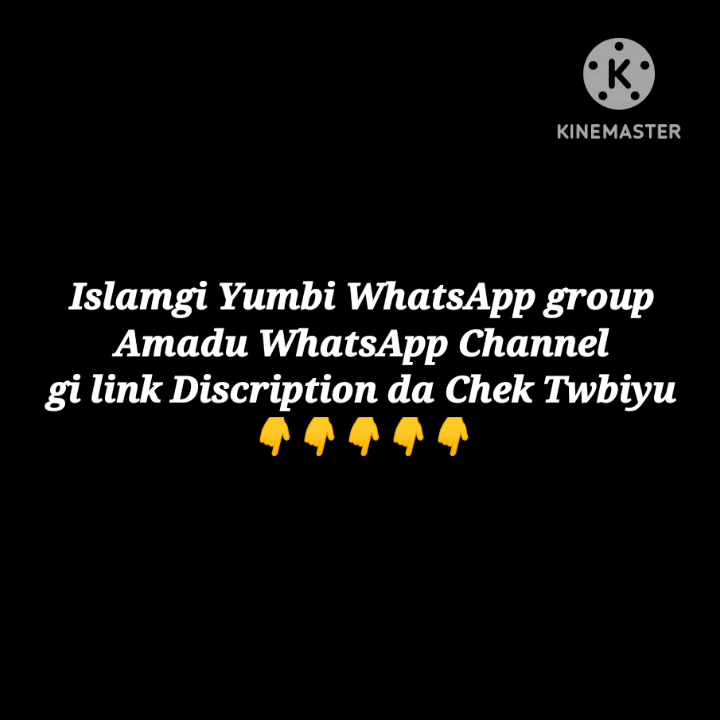 K
KINEMASTER
Islamgi Yumbi WhatsApp group
Amadu WhatsApp Channel
gi link Discription da Chek Twbiyu
👇👇👇👇👇